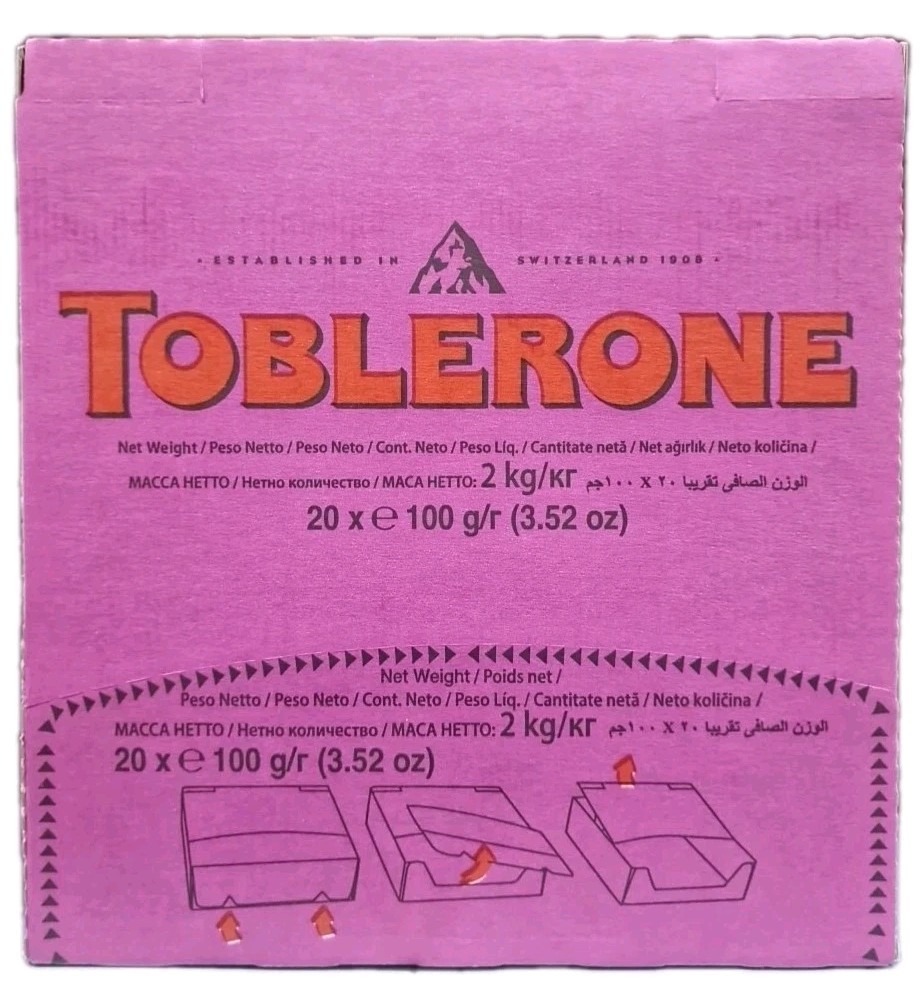 · ESTABLISHED IN SWITZERLAND 1908 ·
TOBLERONE
Net Weight / Peso Netto / Peso Neto / Cont. Neto / Peso Líq. / Cantitate netă / Net ağırlık / Neto količina /
МАССА НЕТТО / Нетно количество / МАСА НЕТТО: 2 kg/кг الوزن الصافى تقريبا ٢٠ X ١٠٠جم
20 x ℮ 100 g/г (3.52 oz)
Net Weight / Poids net /
Peso Netto / Peso Neto / Cont. Neto / Peso Líq. / Cantitate netă / Neto količina /
МАССА НЕТТО / Нетно количество / МАСА НЕТТО: 2 kg/кг الوزن الصافى تقريبا ٢٠ X ١٠٠جم
20 x ℮ 100 g/г (3.52 oz)